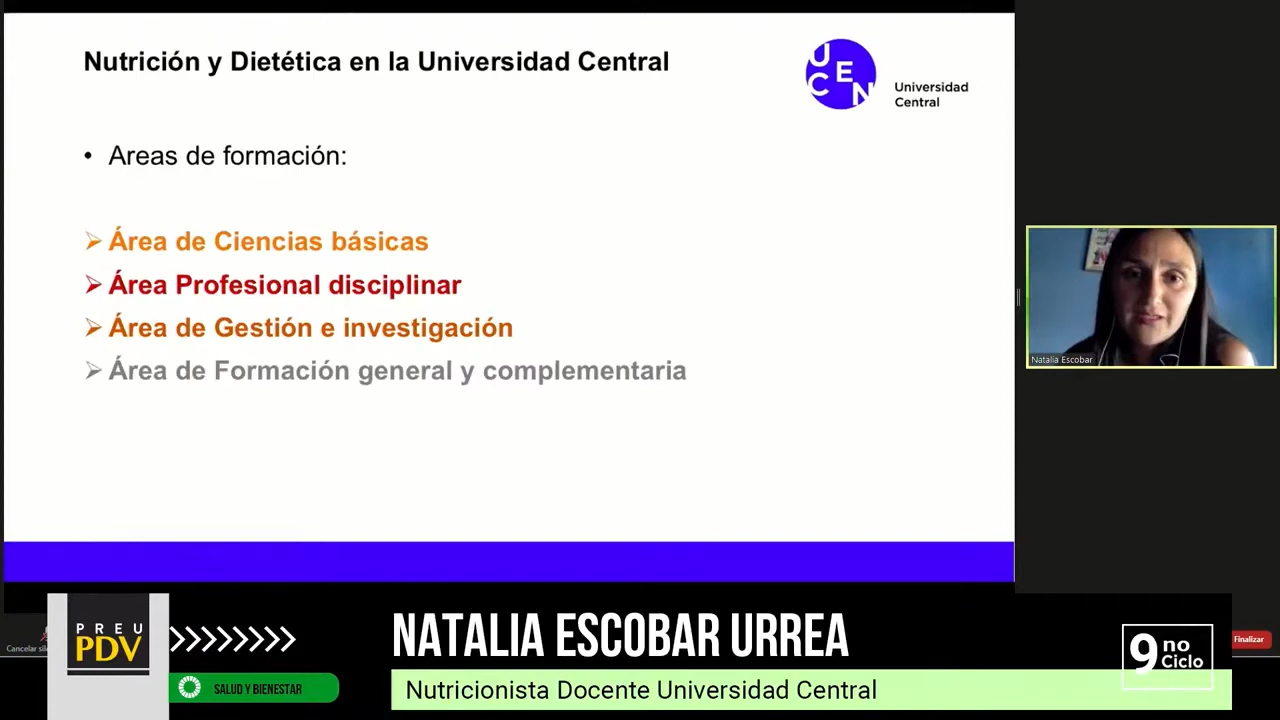 Nutrición y Dietética en la Universidad Central
U
C E N
Universidad
Central
• Areas de formación:
Área de Ciencias básicas
Área Profesional disciplinar
Área de Gestión e investigación
Área de Formación general y complementaria
Natalia Escobar
Cancelar
PREU
PDV
SALUD Y BIENESTAR
NATALIA ESCOBAR URREA
Nutricionista Docente Universidad Central
9 no
Ciclo
Finalizar